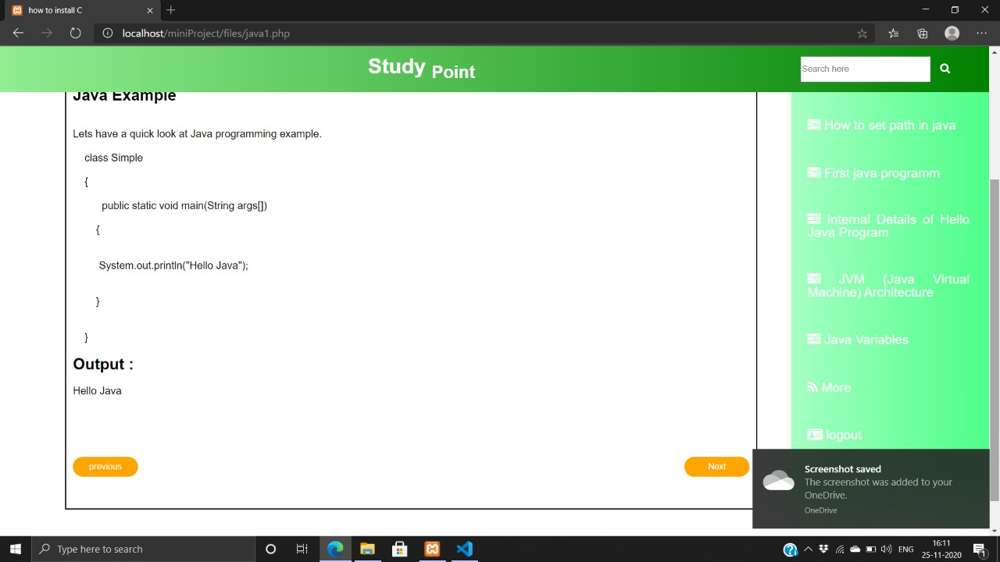 how to install C
localhost/miniProject/files/java1.php
Study Point
Search here
Java Example
Lets have a quick look at Java programming example.
class Simple
{
public static void main(String args[])
{
System.out.println("Hello Java");
}
}
Output :
Hello Java
previous
Next
How to set path in java
First java programm
Internal Details of Hello
Java Program
JVM (Java Virtual
Machine) Architecture
Java Variables
More
logout
Screenshot saved
The screenshot was added to your
OneDrive.
OneDrive
Type here to search
ENG
16:11
25-11-2020
1